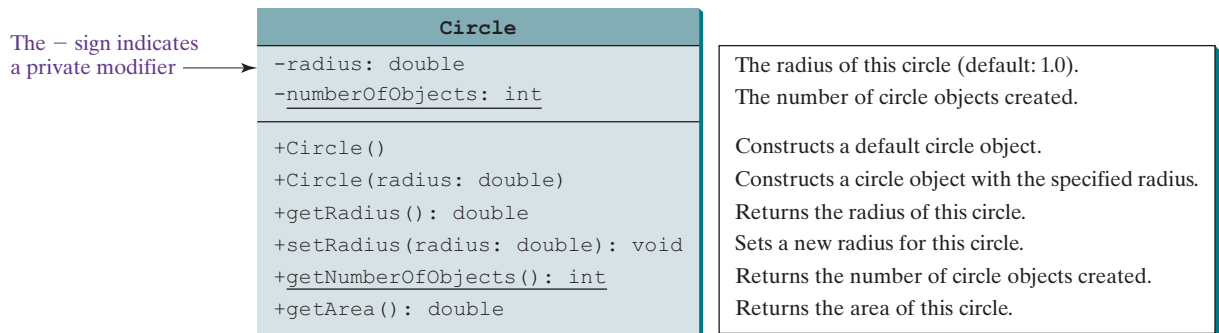 Circle
The − sign indicates
a private modifier
-radius: double
-numberOfObjects: int
The radius of this circle (default: 1.0).
The number of circle objects created.
+Circle()
+Circle(radius: double)
+getRadius(): double
+setRadius(radius: double): void
+getNumberOfObjects(): int
+getArea(): double
Constructs a default circle object.
Constructs a circle object with the specified radius.
Returns the radius of this circle.
Sets a new radius for this circle.
Returns the number of circle objects created.
Returns the area of this circle.